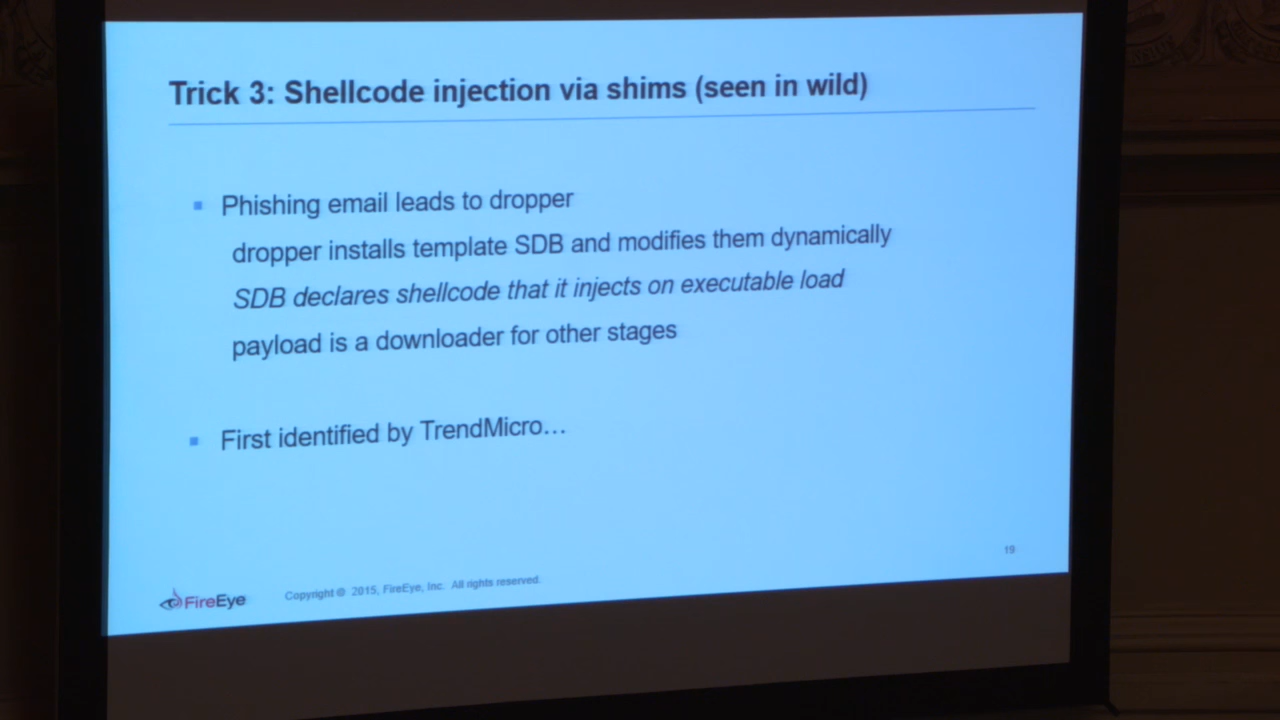 Trick 3: Shellcode injection via shims (seen in wild)
Phishing email leads to dropper
dropper installs template SDB and modifies them dynamically
SDB declares shellcode that it injects on executable load
payload is a downloader for other stages
First identified by TrendMicro…
19
FireEye
Copyright © 2015, FireEye, Inc. All rights reserved.